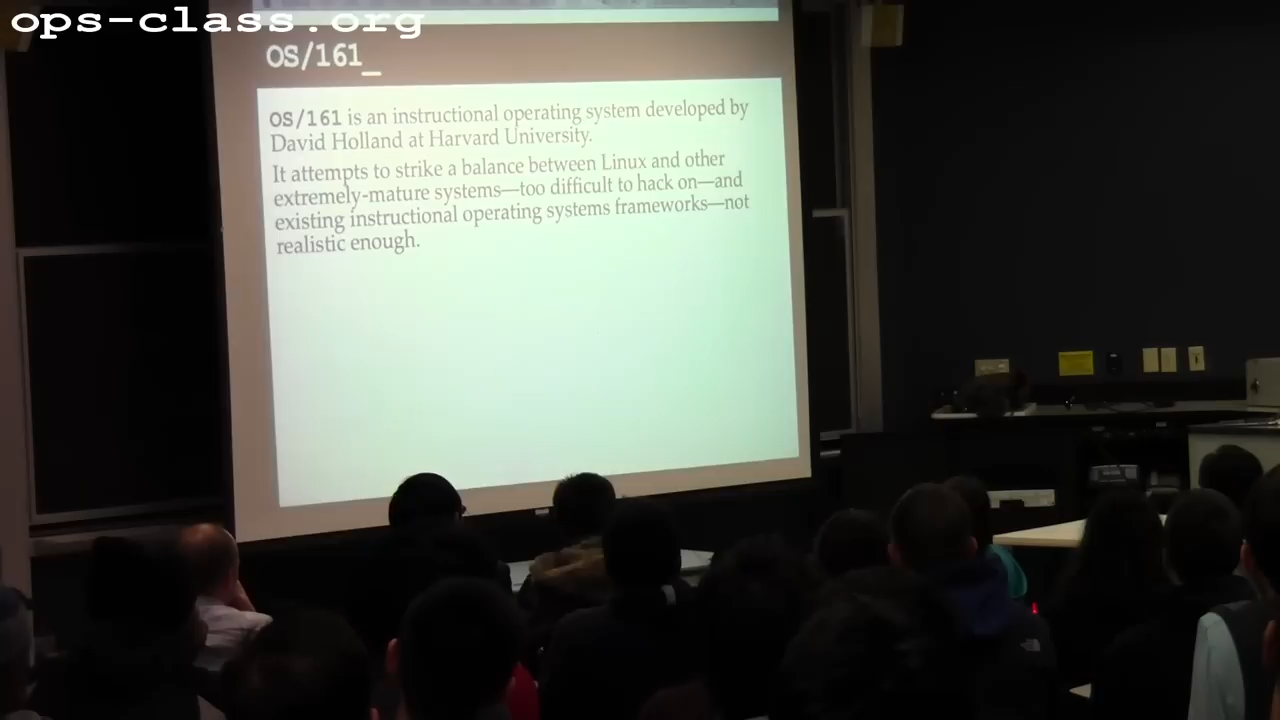 ops-class.org
OS/161_
OS/161 is an instructional operating system developed by
David Holland at Harvard University.
It attempts to strike a balance between Linux and other
extremely-mature systems—too difficult to hack on—and
existing instructional operating systems frameworks—not
realistic enough.